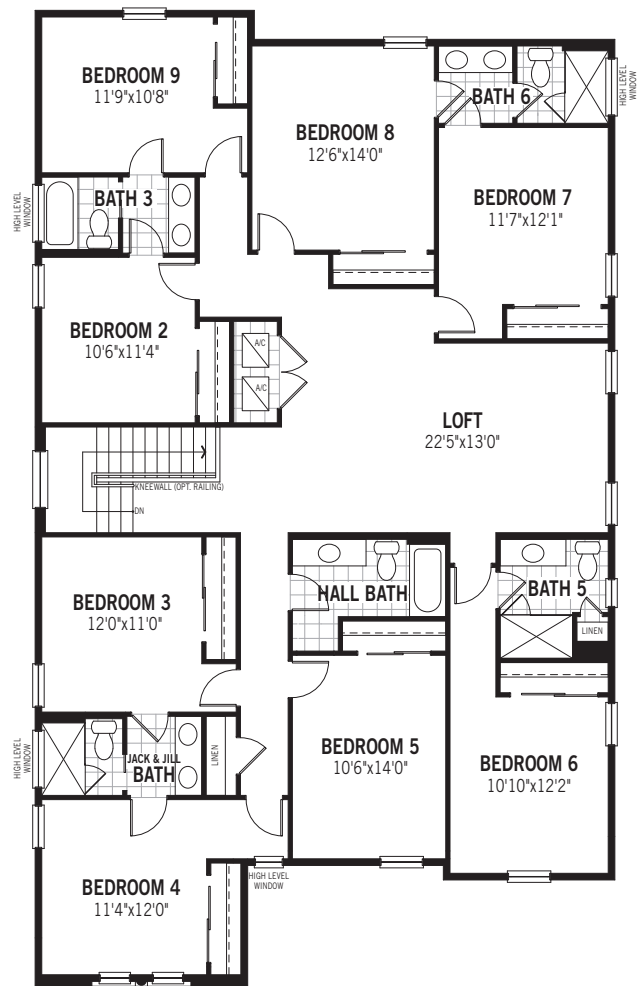 BEDROOM 9
11'9"x10'8"
BEDROOM 8
12'6"x14'0"
BATH 6
HIGH LEVEL
WINDOW
BEDROOM 7
11'7"x12'1"
HIGH LEVEL
WINDOW
BATH 3
BEDROOM 2
10'6"x11'4"
A/C
A/C
LOFT
22'5"x13'0"
KNEEWALL (OPT. RAILING)
DN
BEDROOM 3
12'0"x11'0"
HALL BATH
BATH 5
LINEN
HIGH LEVEL
WINDOW
JACK & JILL
BATH
LINEN
BEDROOM 5
10'6"x14'0"
BEDROOM 6
10'10"x12'2"
BEDROOM 4
11'4"x12'0"
HIGH LEVEL
WINDOW